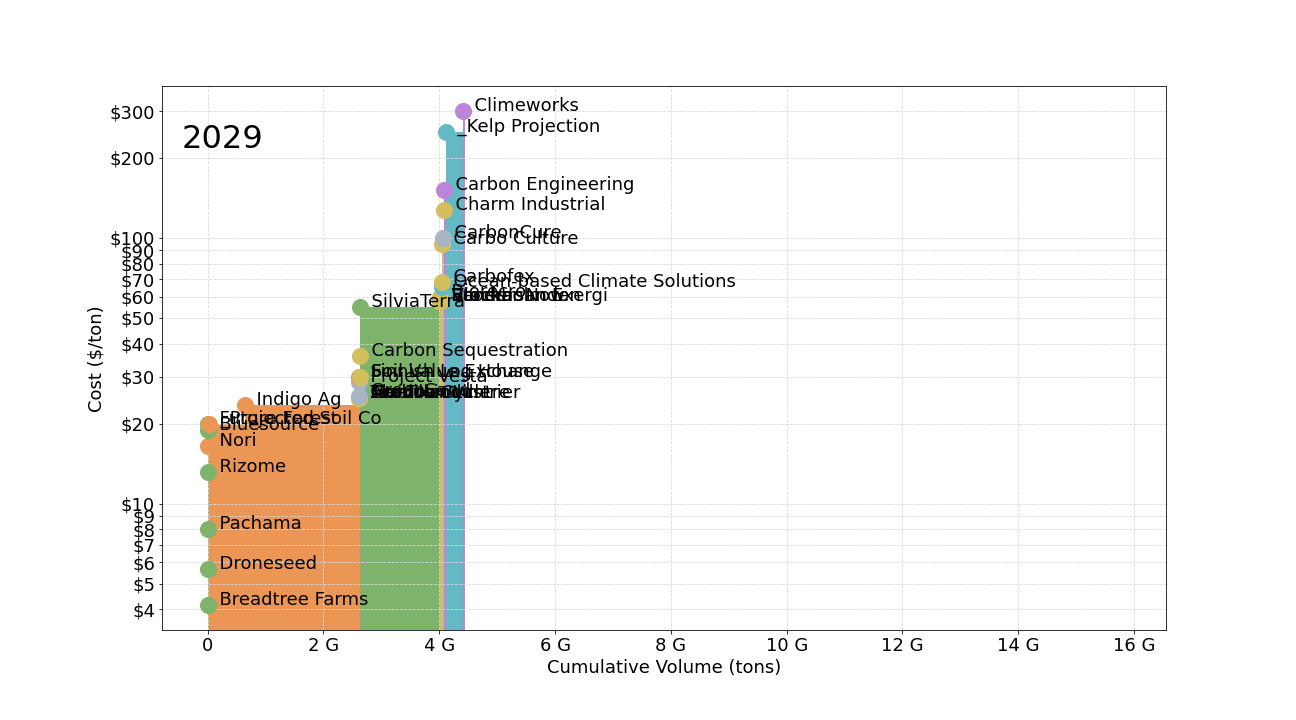 2029
Cost ($/ton)
$300
$200
$100
$90
$80
$70
$60
$50
$40
$30
$20
$10
$9
$8
$7
$6
$5
$4
Climeworks
_Kelp Projection
Carbon Engineering
Charm Industrial
CarbonCure
Carbo Culture
Carbofex
Ocean-based Climate Solutions
SilviaTerra
Carbon Sequestration
Project Vesta
Indigo Ag
Bluesource
Nori
Rizome
Pachama
Droneseed
Breadtree Farms
0
2 G
4 G
6 G
8 G
10 G
12 G
14 G
16 G
Cumulative Volume (tons)